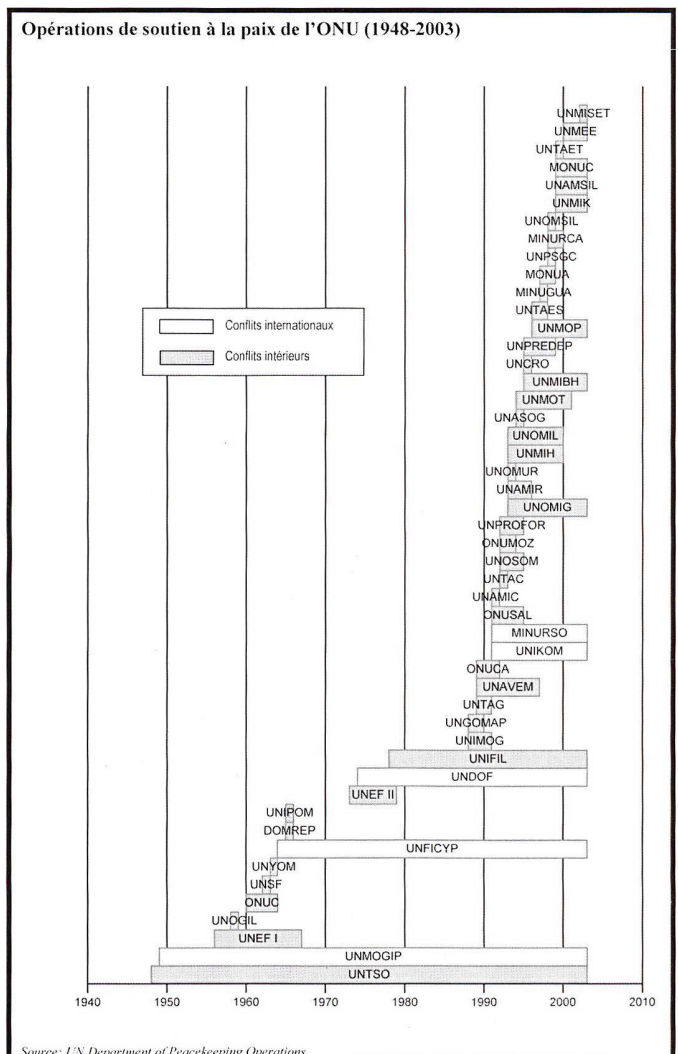 Opérations de soutien à la paix de l'ONU (1948-2003)
UNMISET
UNMEE
UNTAET
MONUC
UNAMSIL
UNMIK
UNOMSIL
MINURCA
UNPSGC
MONUA
MINUGUA
UNTAES
Conflits internationaux
UNMOP
Conflits intérieurs
UNPREDEP
UNCRO
UNMIBH
UNMOT
UNASOG
UNOMIL
UNMIH
UNOMUR
UNAMIR
UNOMIG
UNPROFOR
ONUMOZ
UNOSOM
UNTAC
UNAMIC
ONUSAL
MINURSO
UNIKOM
ONUCA
UNAVEM
UNTAG
UNGOMAP
UNIMOG
UNIFIL
UNDOF
UNEF II
UNIPOM
DOMREP
UNFICYP
UNYOM
UNSF
ONUC
UNOGIL
UNEF I
UNMOGIP
UNTSO
1940 1950 1960 1970 1980 1990 2000 2010
Source: UN Department of Peacekeeping Operations